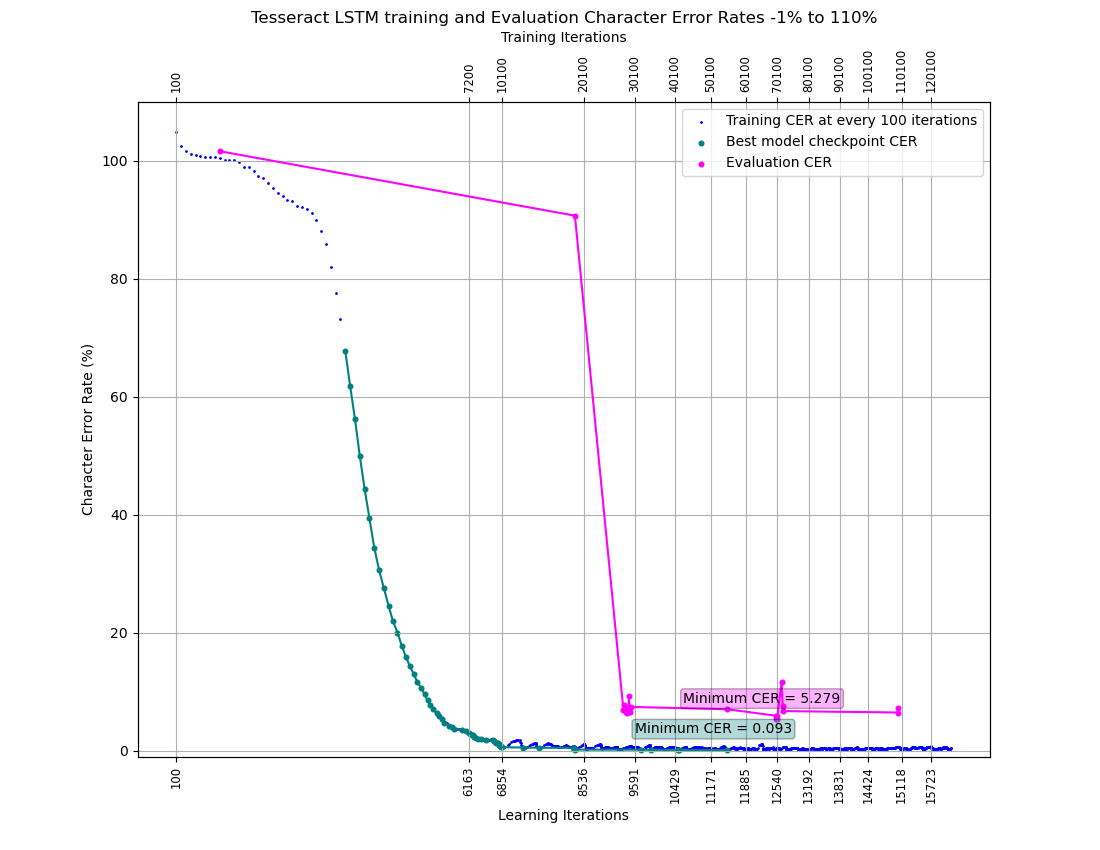 Tesseract LSTM training and Evaluation Character Error Rates -1% to 110%
Training Iterations
100 7200 10100 20100 30100 40100 50100 60100 70100 80100 90100 100100 110100 120100
Training CER at every 100 iterations
Best model checkpoint CER
Evaluation CER
Character Error Rate (%)
100
80
60
40
20
0
Minimum CER = 5.279
Minimum CER = 0.093
100 6163 6854 8536 9591 10429 11171 11885 12540 13192 13831 14424 15118 15723
Learning Iterations